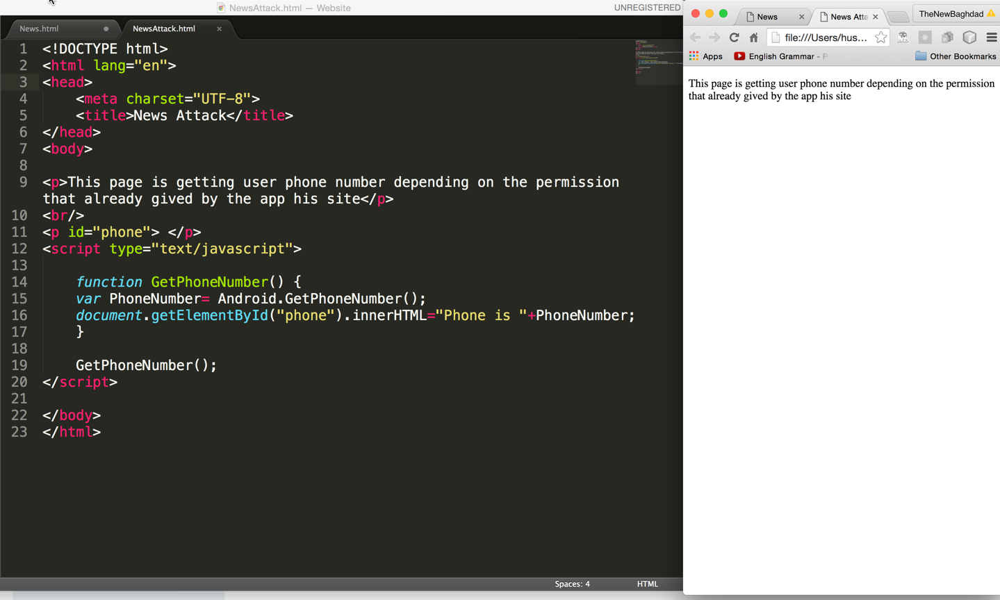 NewsAttack.html — Website
UNREGISTERED
News.html
NewsAttack.html
1 <!DOCTYPE html>
2 <html lang="en">
3 <head>
4 <meta charset="UTF-8">
5 <title>News Attack</title>
6 </head>
7 <body>
8
9 <p>This page is getting user phone number depending on the permission
that already gived by the app his site</p>
10 <br/>
11 <p id="phone"> </p>
12 <script type="text/javascript">
13
14 function GetPhoneNumber() {
15 var PhoneNumber= Android.GetPhoneNumber();
16 document.getElementById("phone").innerHTML="Phone is "+PhoneNumber;
17 }
18
19 GetPhoneNumber();
20 </script>
21
22 </body>
23 </html>
Spaces: 4
HTML
News
News Atta
TheNewBaghdad
file:///Users/hus...
Apps
English Grammar -
Other Bookmarks
This page is getting user phone number depending on the permission
that already gived by the app his site